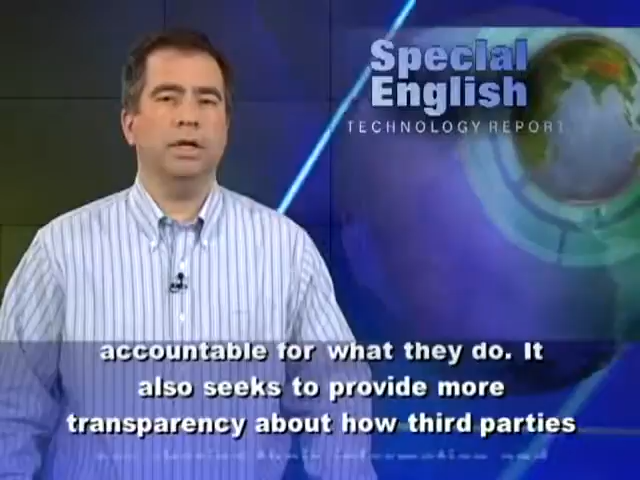 Special
English
TECHNOLOGY REPORT
accountable for what they do. It
also seeks to provide more
transparency about how third parties